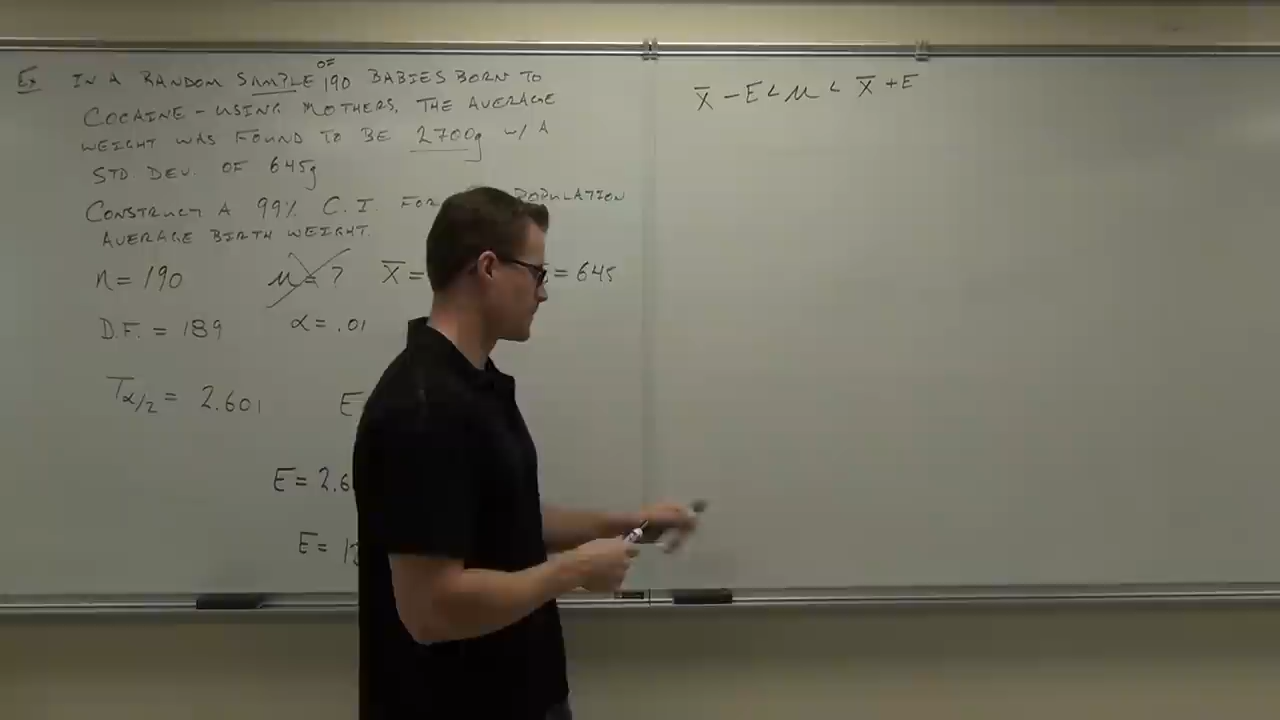 Ex IN A RANDOM SAMPLE OF 190 BABIES BORN TO
COCAINE-USING MOTHERS, THE AVERAGE
WEIGHT WAS FOUND TO BE 2700g w/ A
STD. DEV. OF 645g
CONSTRUCT A 99% C.I. FOR POPULATION
AVERAGE BIRTH WEIGHT.
n = 190 μ = ? X̄ = = 645
D.F. = 189 α = .01
Tα/2 = 2.601 E
E = 2.6
E = 12
X̄ - E < μ < X̄ + E